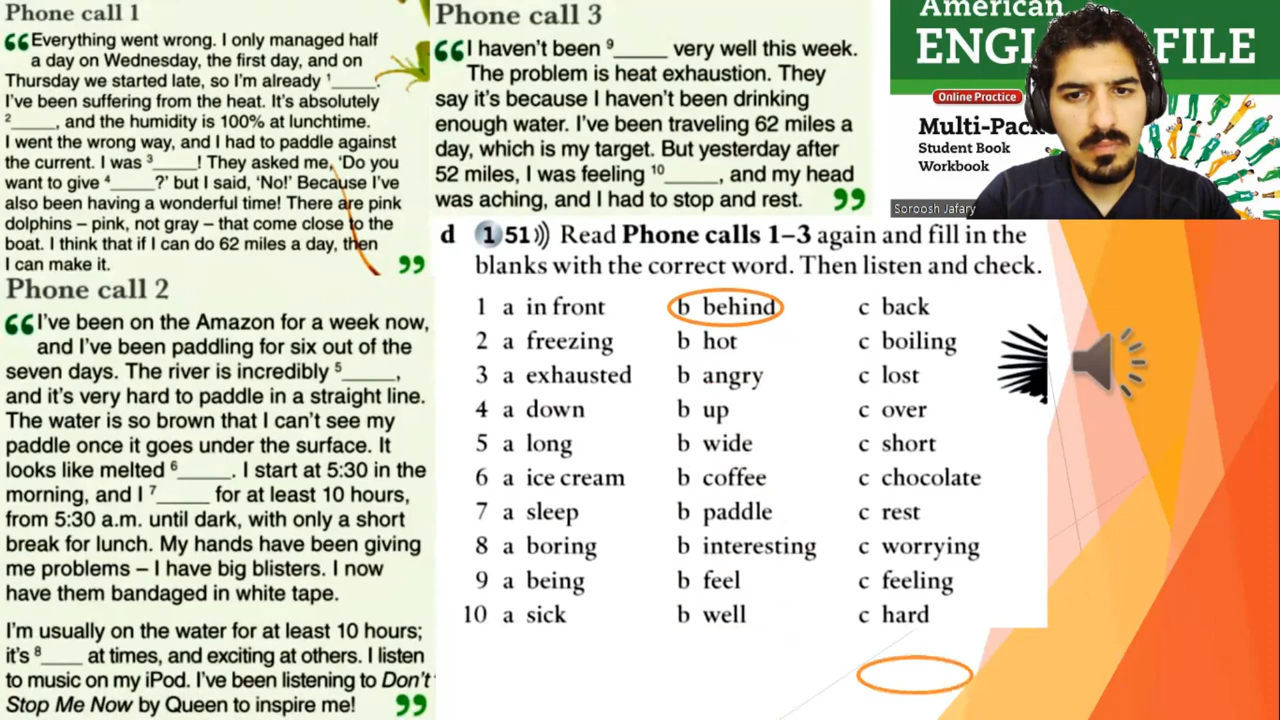 Phone call 1
“Everything went wrong. I only managed half
a day on Wednesday, the first day, and on
Thursday we started late, so I'm already 1____.
I've been suffering from the heat. It's absolutely
2____, and the humidity is 100% at lunchtime.
I went the wrong way, and I had to paddle against
the current. I was 3____! They asked me, ‘Do you
want to give 4____?’ but I said, ‘No!’ Because I've
also been having a wonderful time! There are pink
dolphins – pink, not gray – that come close to the
boat. I think that if I can do 62 miles a day, then
I can make it.”
Phone call 2
“I've been on the Amazon for a week now,
and I've been paddling for six out of the
seven days. The river is incredibly 5____,
and it's very hard to paddle in a straight line.
The water is so brown that I can't see my
paddle once it goes under the surface. It
looks like melted 6____. I start at 5:30 in the
morning, and I 7____ for at least 10 hours,
from 5:30 a.m. until dark, with only a short
break for lunch. My hands have been giving
me problems – I have big blisters. I now
have them bandaged in white tape.
I'm usually on the water for at least 10 hours;
it's 8____ at times, and exciting at others. I listen
to music on my iPod. I've been listening to Don't
Stop Me Now by Queen to inspire me!”
Phone call 3
“I haven't been 9____ very well this week.
The problem is heat exhaustion. They
say it's because I haven't been drinking
enough water. I've been traveling 62 miles a
day, which is my target. But yesterday after
52 miles, I was feeling 10____, and my head
was aching, and I had to stop and rest.”
d 1 51))) Read Phone calls 1–3 again and fill in the
blanks with the correct word. Then listen and check.
1 a in front b behind c back
2 a freezing b hot c boiling
3 a exhausted b angry c lost
4 a down b up c over
5 a long b wide c short
6 a ice cream b coffee c chocolate
7 a sleep b paddle c rest
8 a boring b interesting c worrying
9 a being b feel c feeling
10 a sick b well c hard
American
ENGL FILE
Online Practice
Multi-Pack
Student Book
Workbook
Soroosh Jafary